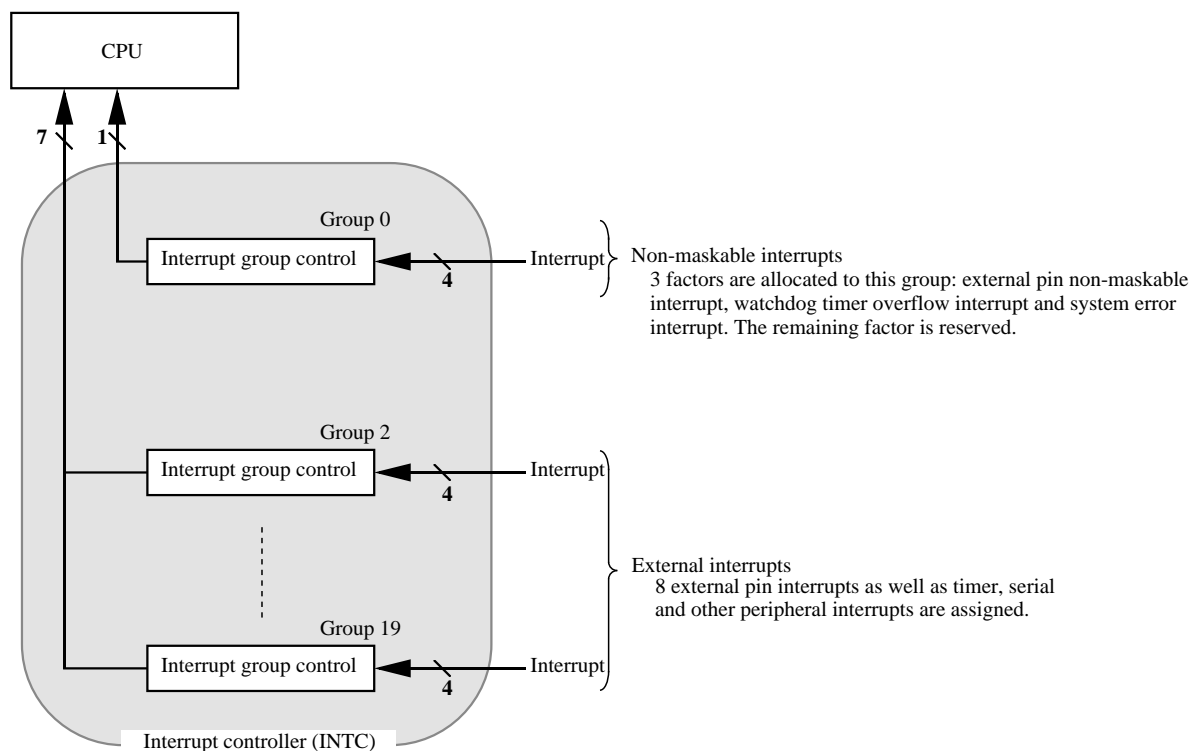 CPU
7
1
Group 0
Interrupt group control
4
Interrupt
Non-maskable interrupts
3 factors are allocated to this group: external pin non-maskable
interrupt, watchdog timer overflow interrupt and system error
interrupt. The remaining factor is reserved.
Group 2
Interrupt group control
4
Interrupt
External interrupts
8 external pin interrupts as well as timer, serial
and other peripheral interrupts are assigned.
Group 19
Interrupt group control
4
Interrupt
Interrupt controller (INTC)